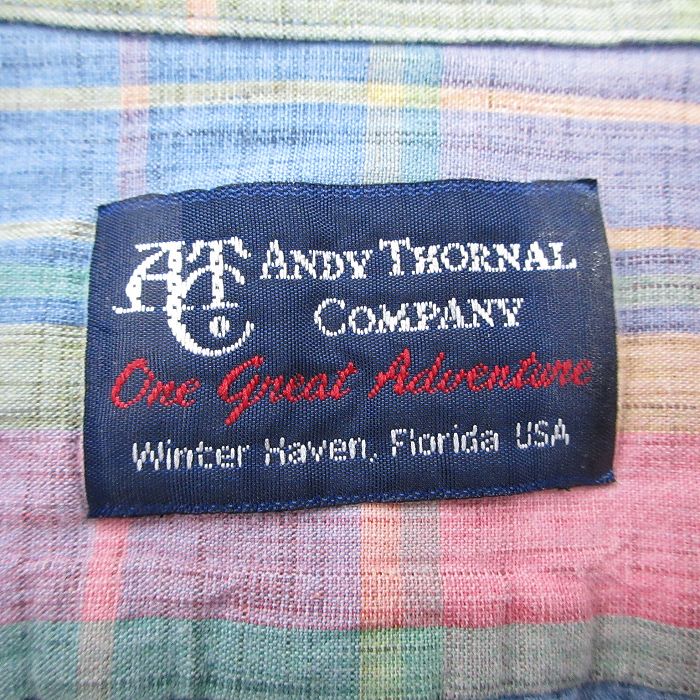 ATC
ANDY THORNAL
COMPANY
One Great Adventure
Winter Haven, Florida USA